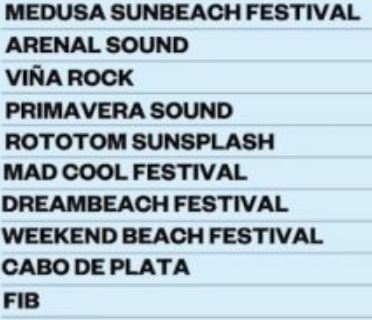 MEDUSA SUNBEACH FESTIVAL
ARENAL SOUND
VIÑA ROCK
PRIMAVERA SOUND
ROTOTOM SUNSPLASH
MAD COOL FESTIVAL
DREAMBEACH FESTIVAL
WEEKEND BEACH FESTIVAL
CABO DE PLATA
FIB